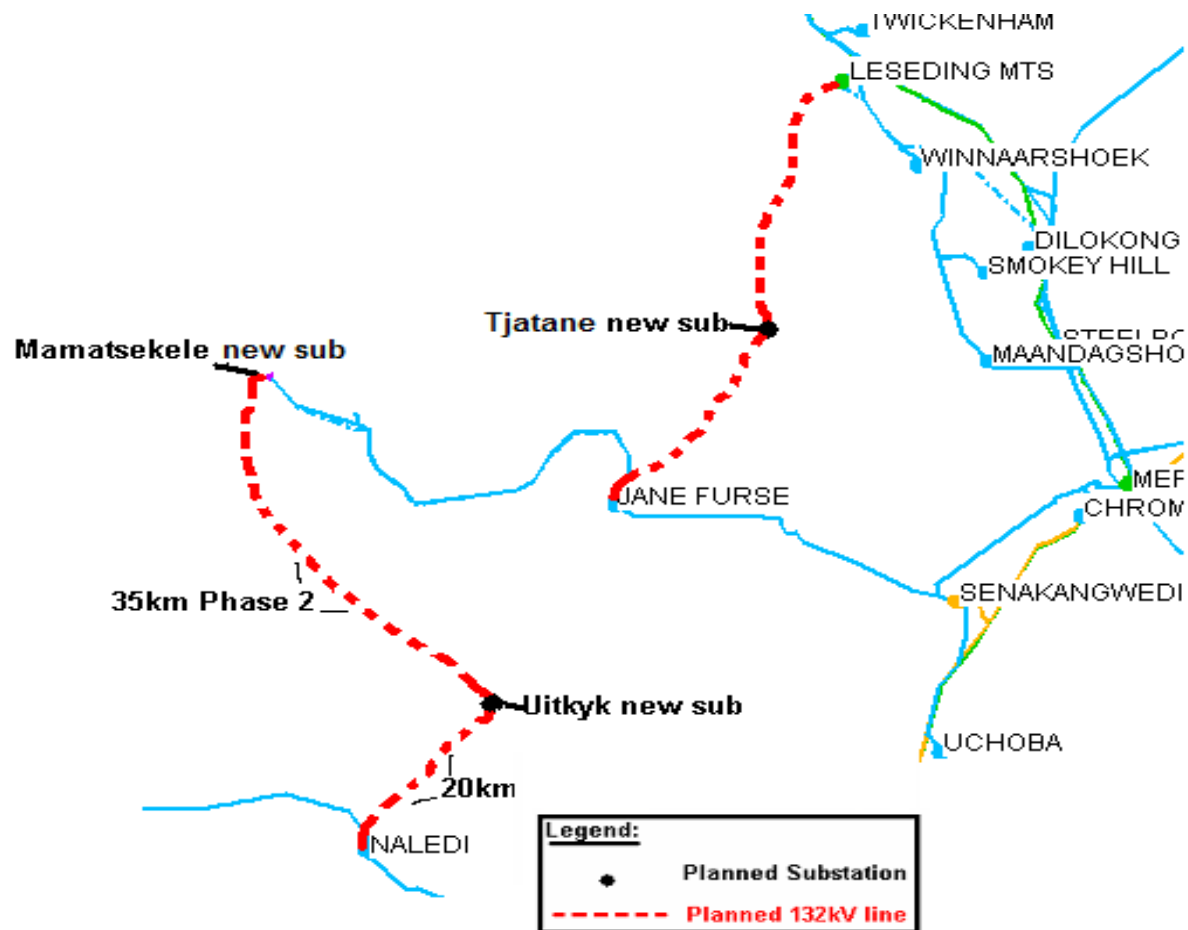 TWICKENHAM
LESEDING MTS
WINNAARSHOEK
DILOKONG
SMOKEY HILL
Tjatane new sub
Mamatsekele new sub
MAANDAGSHO
JANE FURSE
MER
CHROM
35km Phase 2
SENAKANGWEDI
Uitkyk new sub
UCHOBA
20km
NALEDI
Legend:
Planned Substation
Planned 132kV line